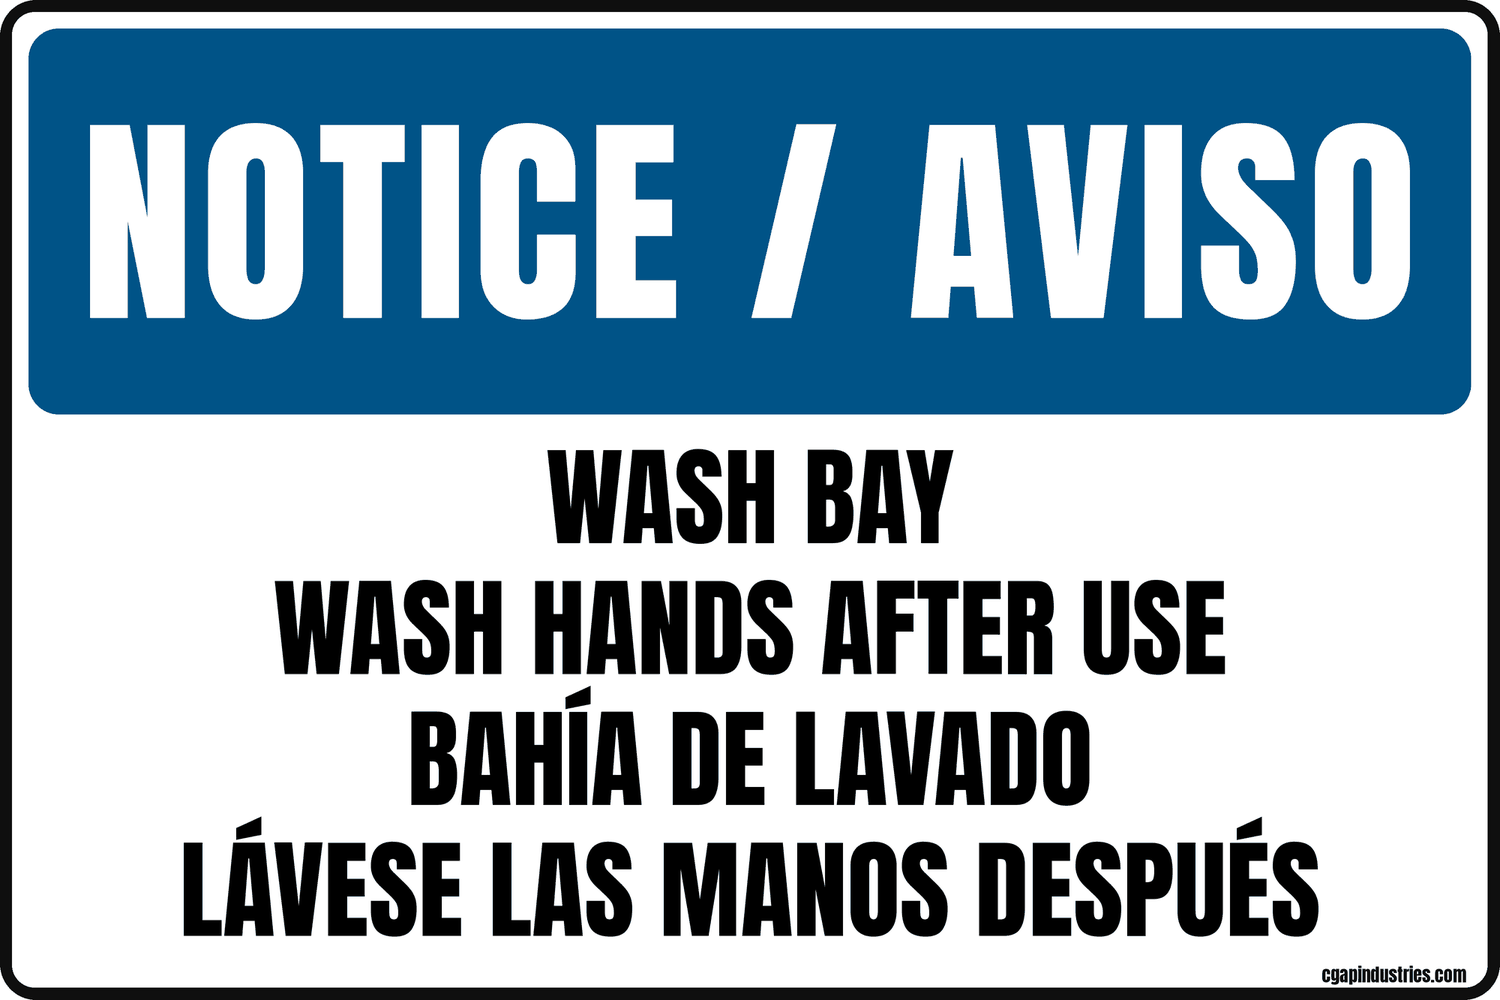 NOTICE / AVISO
WASH BAY
WASH HANDS AFTER USE
BAHÍA DE LAVADO
LÁVESE LAS MANOS DESPUÉS
cgapindustries.com